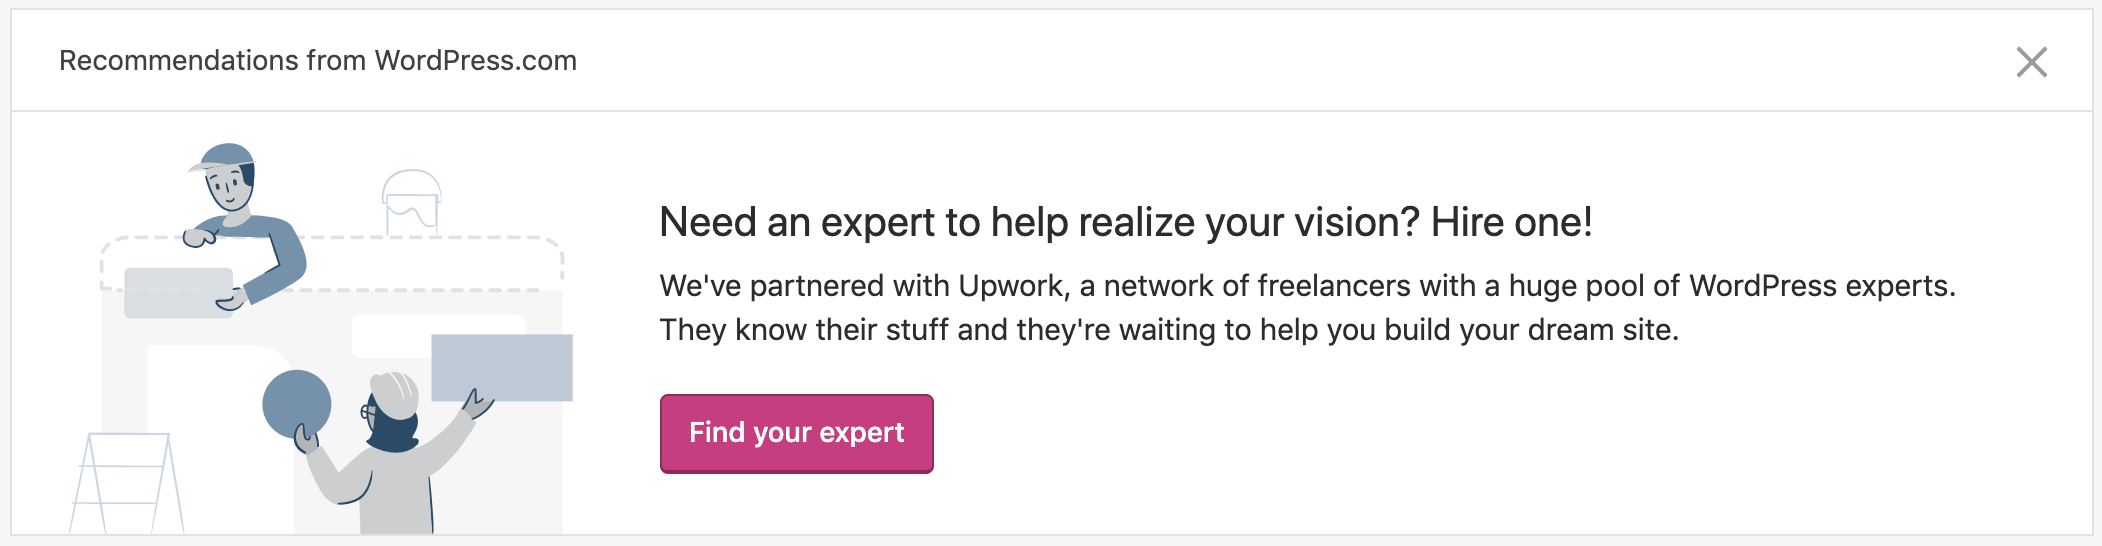 Recommendations from WordPress.com
Need an expert to help realize your vision? Hire one!
We've partnered with Upwork, a network of freelancers with a huge pool of WordPress experts.
They know their stuff and they're waiting to help you build your dream site.
Find your expert